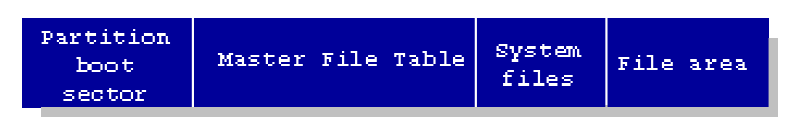 Partition
boot
sector
Master File Table
System
files
File area